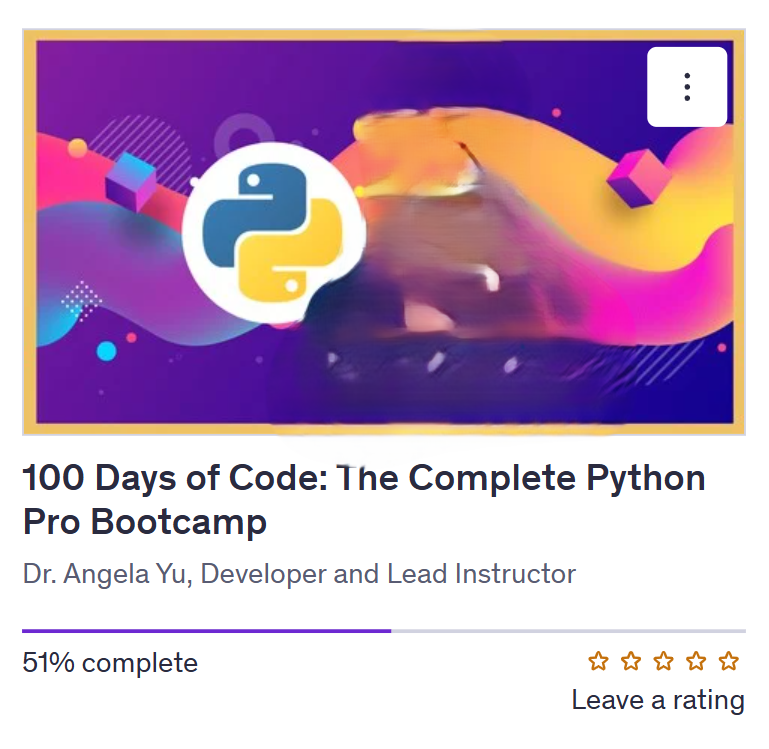 100 Days of Code: The Complete Python
Pro Bootcamp
Dr. Angela Yu, Developer and Lead Instructor
51% complete
Leave a rating